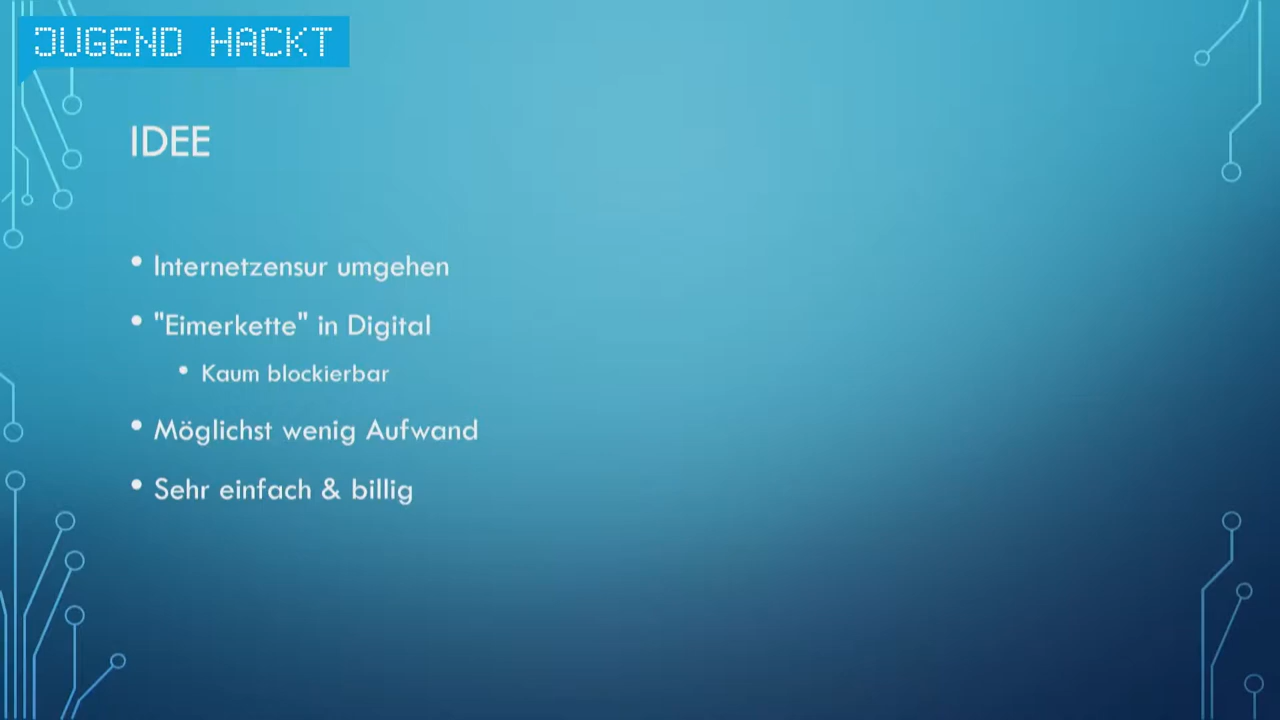 JUGEND HACKT
IDEE
• Internetzensur umgehen
• "Eimerkette" in Digital
• Kaum blockierbar
• Möglichst wenig Aufwand
• Sehr einfach & billig